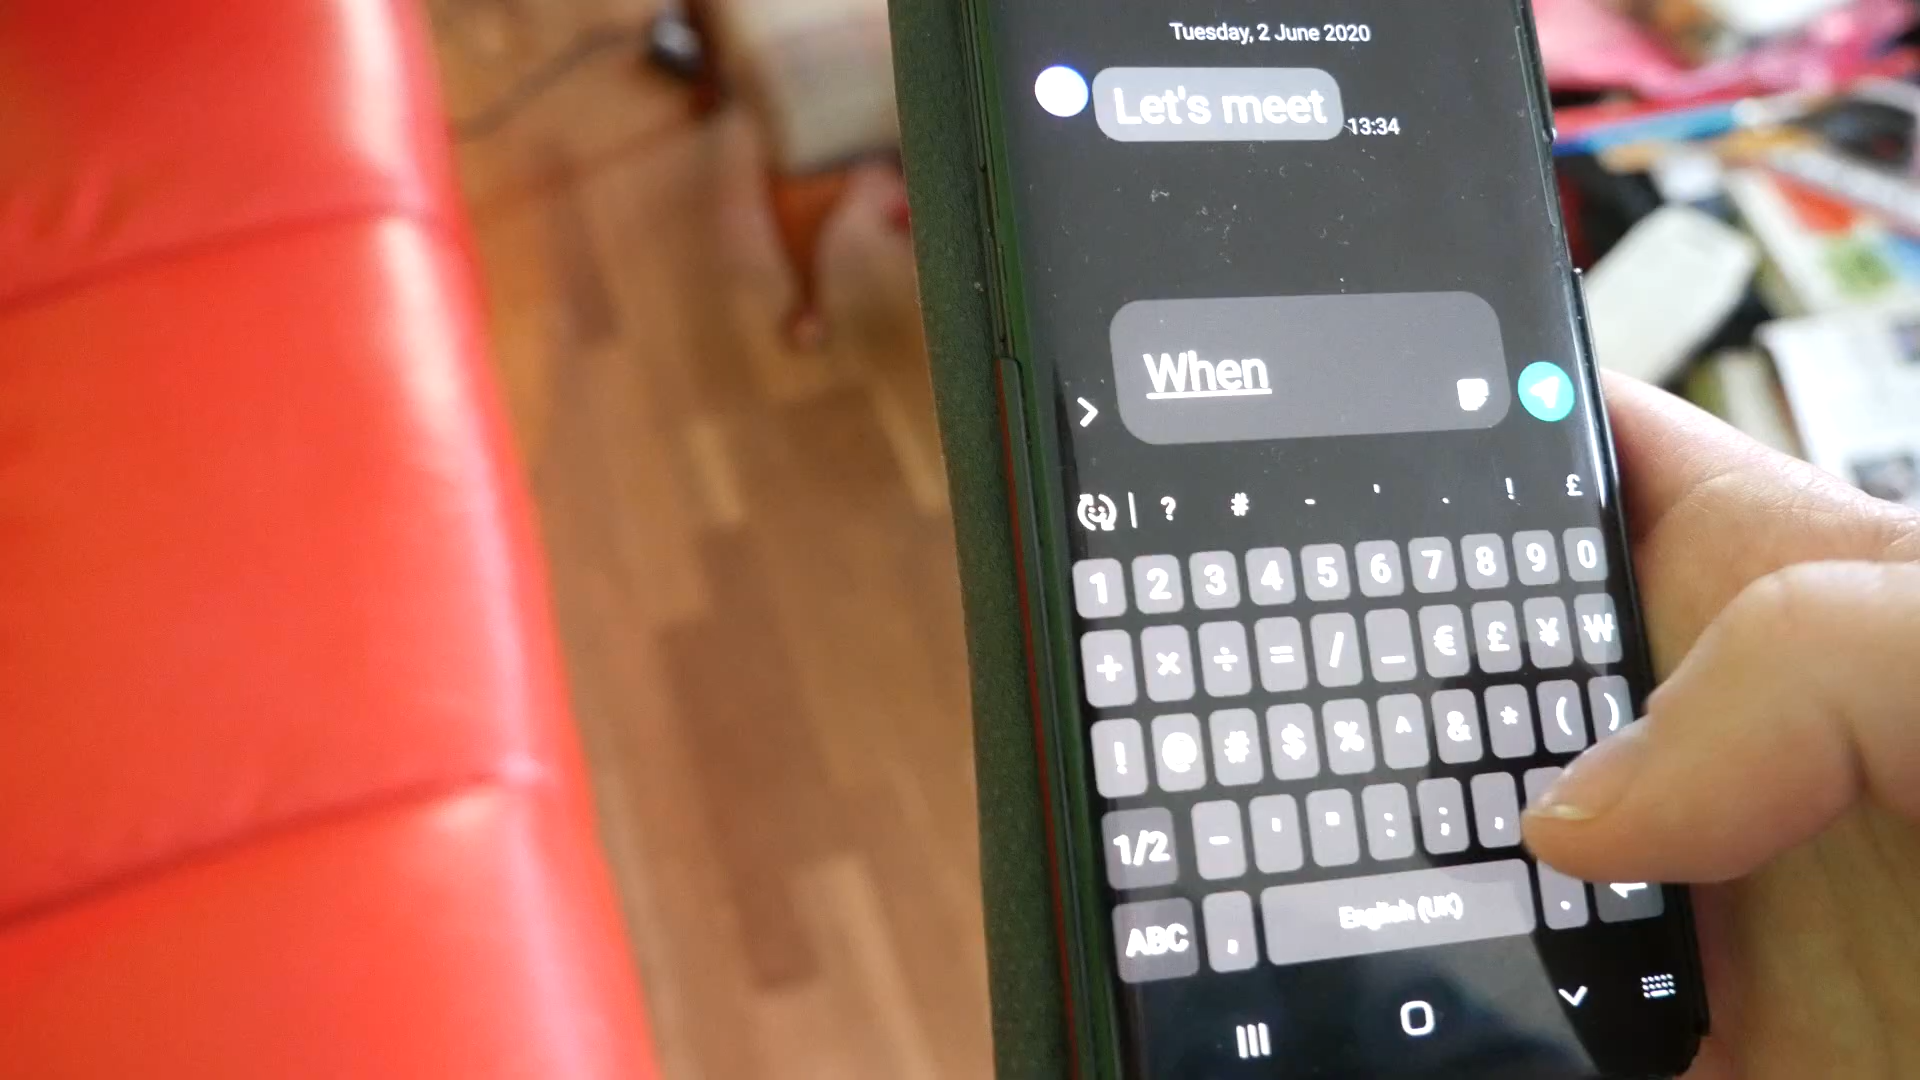 Tuesday, 2 June 2020
Let's meet
13:34
When
? # - ' . ! £
1 2 3 4 5 6 7 8 9 0
+ × ÷ = / _ € £ ¥ ₩
! @ # $ % ^ & * ( )
1/2 - ' " : ; ,
ABC , English (UK) .